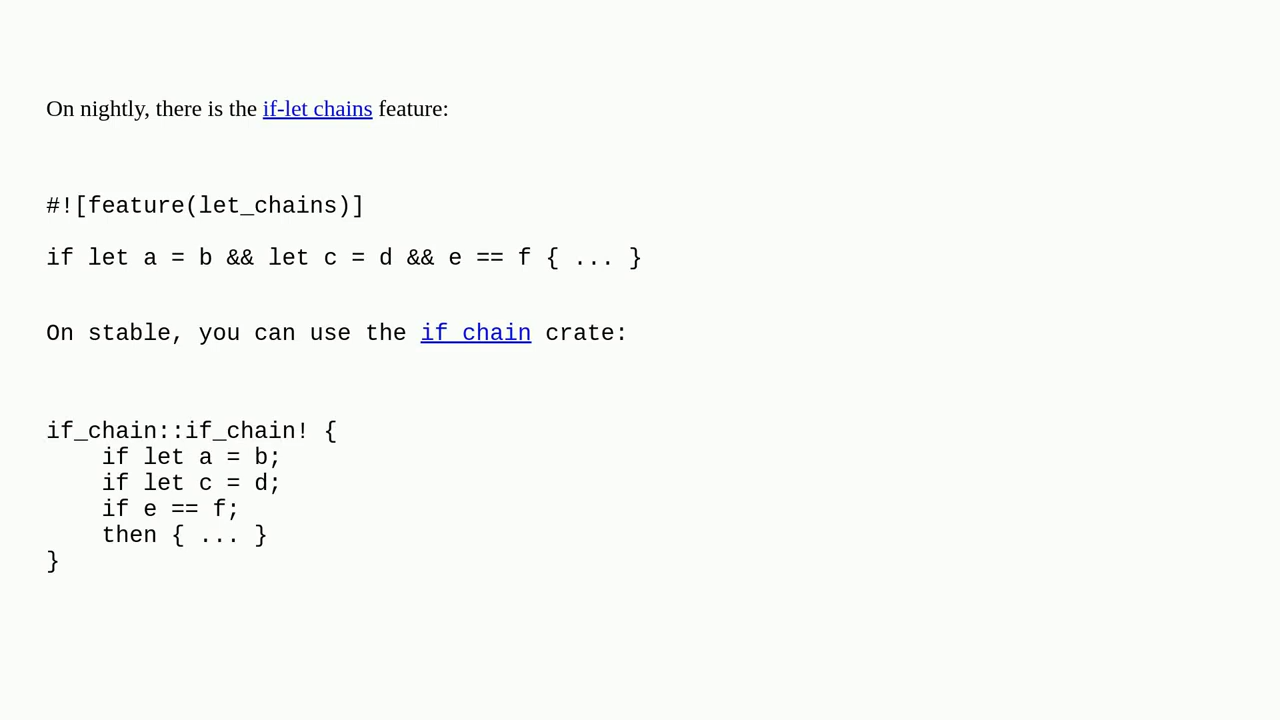 On nightly, there is the if-let chains feature:
#![feature(let_chains)]
if let a = b && let c = d && e == f { ... }
On stable, you can use the if_chain crate:
if_chain::if_chain! {
    if let a = b;
    if let c = d;
    if e == f;
    then { ... }
}